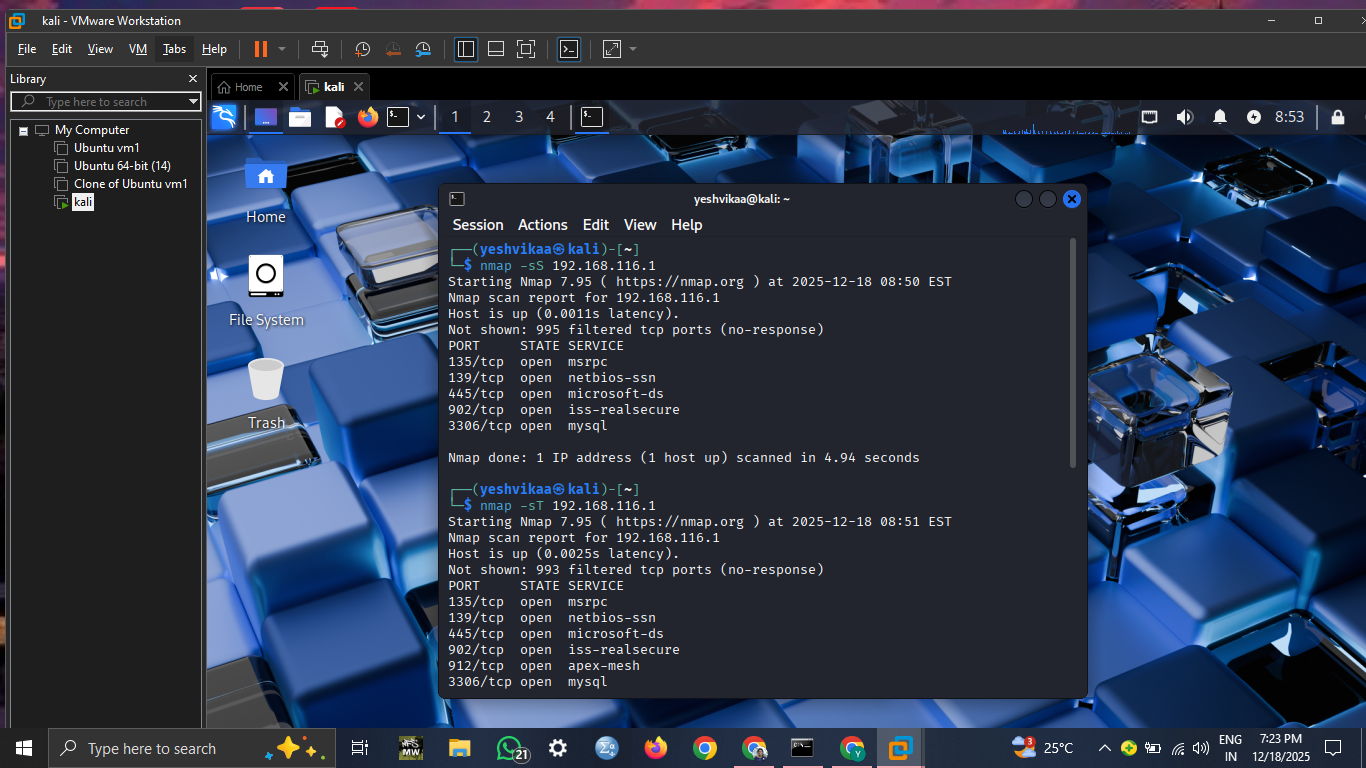 kali - VMware Workstation
File Edit View VM Tabs Help
Library
Type here to search
Home
kali
My Computer
Ubuntu vm1
Ubuntu 64-bit (14)
Clone of Ubuntu vm1
kali
1 2 3 4
8:53
Home
File System
Trash
yeshvikaa@kali: ~
Session Actions Edit View Help
┌──(yeshvikaa㉿kali)-[~]
└─$ nmap -sS 192.168.116.1
Starting Nmap 7.95 ( https://nmap.org ) at 2025-12-18 08:50 EST
Nmap scan report for 192.168.116.1
Host is up (0.0011s latency).
Not shown: 995 filtered tcp ports (no-response)
PORT     STATE SERVICE
135/tcp  open  msrpc
139/tcp  open  netbios-ssn
445/tcp  open  microsoft-ds
902/tcp  open  iss-realsecure
3306/tcp open  mysql
Nmap done: 1 IP address (1 host up) scanned in 4.94 seconds
┌──(yeshvikaa㉿kali)-[~]
└─$ nmap -sT 192.168.116.1
Starting Nmap 7.95 ( https://nmap.org ) at 2025-12-18 08:51 EST
Nmap scan report for 192.168.116.1
Host is up (0.0025s latency).
Not shown: 993 filtered tcp ports (no-response)
PORT     STATE SERVICE
135/tcp  open  msrpc
139/tcp  open  netbios-ssn
445/tcp  open  microsoft-ds
902/tcp  open  iss-realsecure
912/tcp  open  apex-mesh
3306/tcp open  mysql
Type here to search
MW
21
Y
3
25°C
ENG
IN
7:23 PM
12/18/2025